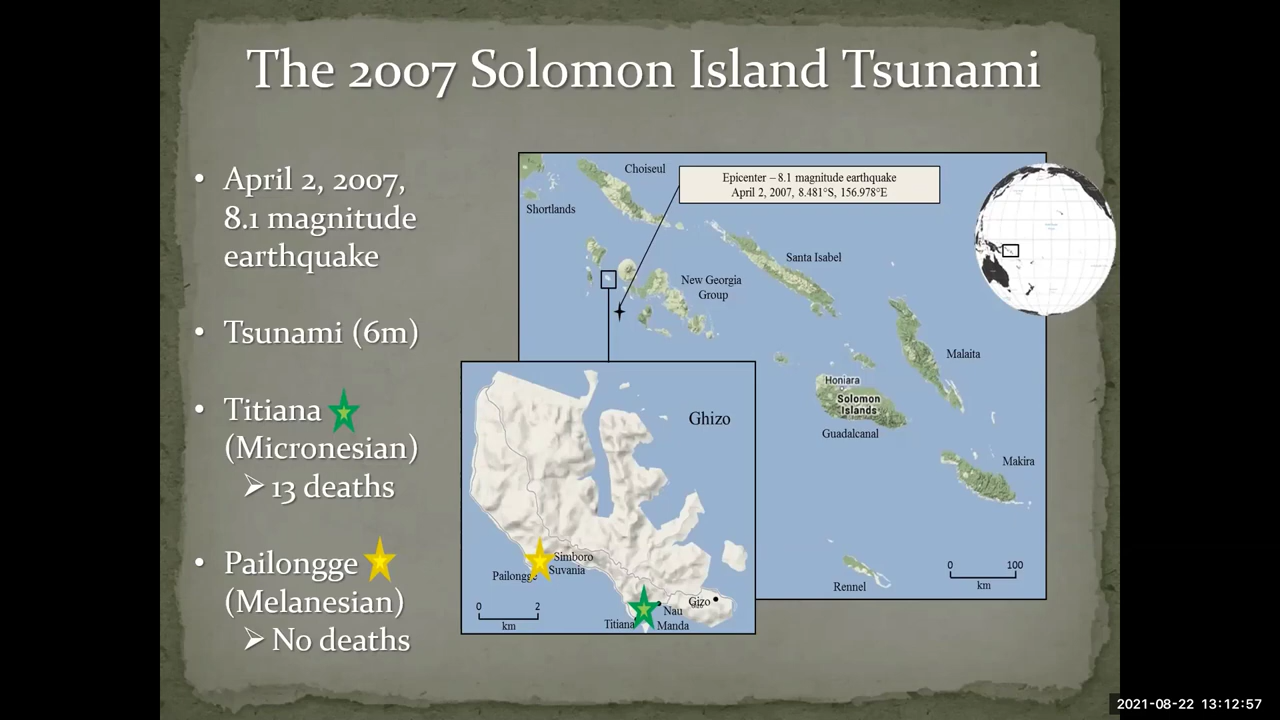 The 2007 Solomon Island Tsunami
• April 2, 2007,
8.1 magnitude
earthquake
• Tsunami (6m)
• Titiana
(Micronesian)
➢ 13 deaths
• Pailongge
(Melanesian)
➢ No deaths
Choiseul
Epicenter – 8.1 magnitude earthquake
April 2, 2007, 8.481°S, 156.978°E
Shortlands
Santa Isabel
New Georgia
Group
Malaita
Honiara
Solomon
Islands
Guadalcanal
Makira
Rennel
0 100
km
Ghizo
Simboro
Suvania
Pailongge
Gizo
Nau
Titiana
Manda
0 2
km
2021-08-22 13:12:57